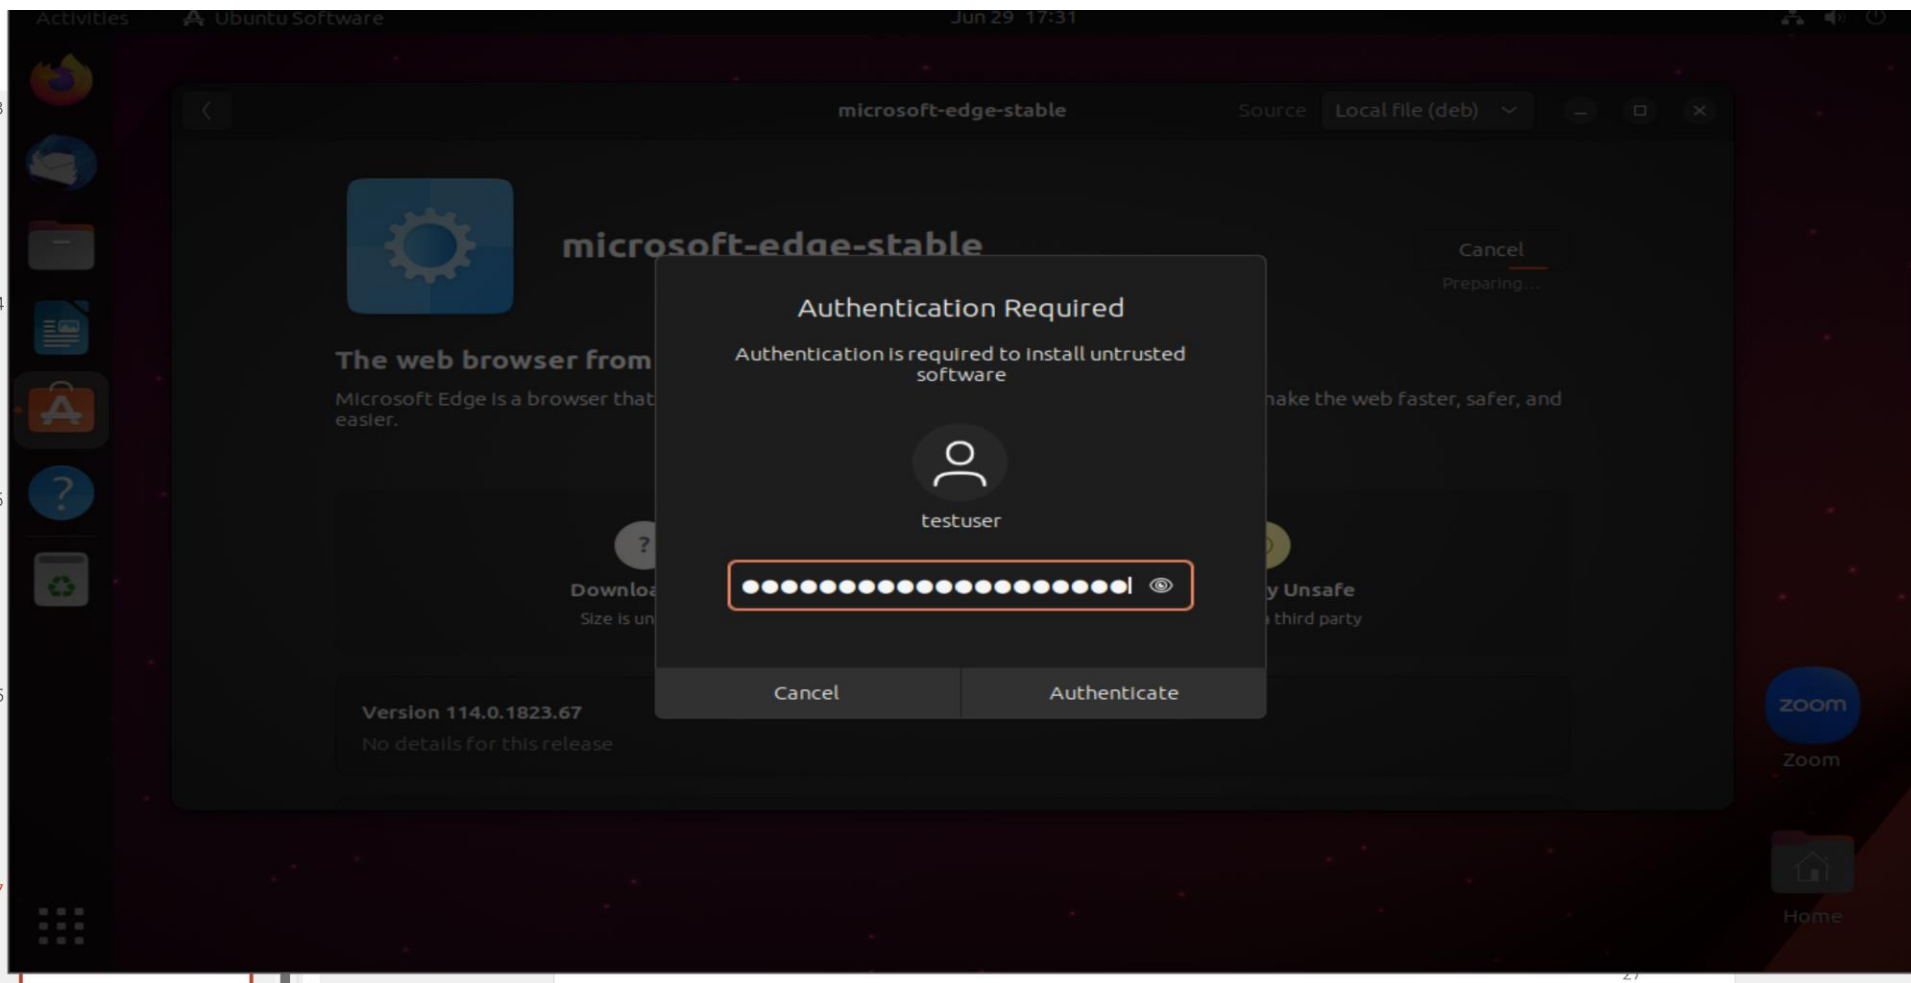 Activities
Ubuntu Software
Jun 29 17:31
microsoft-edge-stable
Source
Local file (deb)
microsoft-edge-stable
Cancel
Preparing...
Authentication Required
Authentication is required to install untrusted
software
The web browser from
Microsoft Edge is a browser that
make the web faster, safer, and
easier.
testuser
?
?
Downloa
y Unsafe
Size is un
third party
Cancel
Authenticate
Version 114.0.1823.67
No details for this release
zoom
Zoom
Home
27